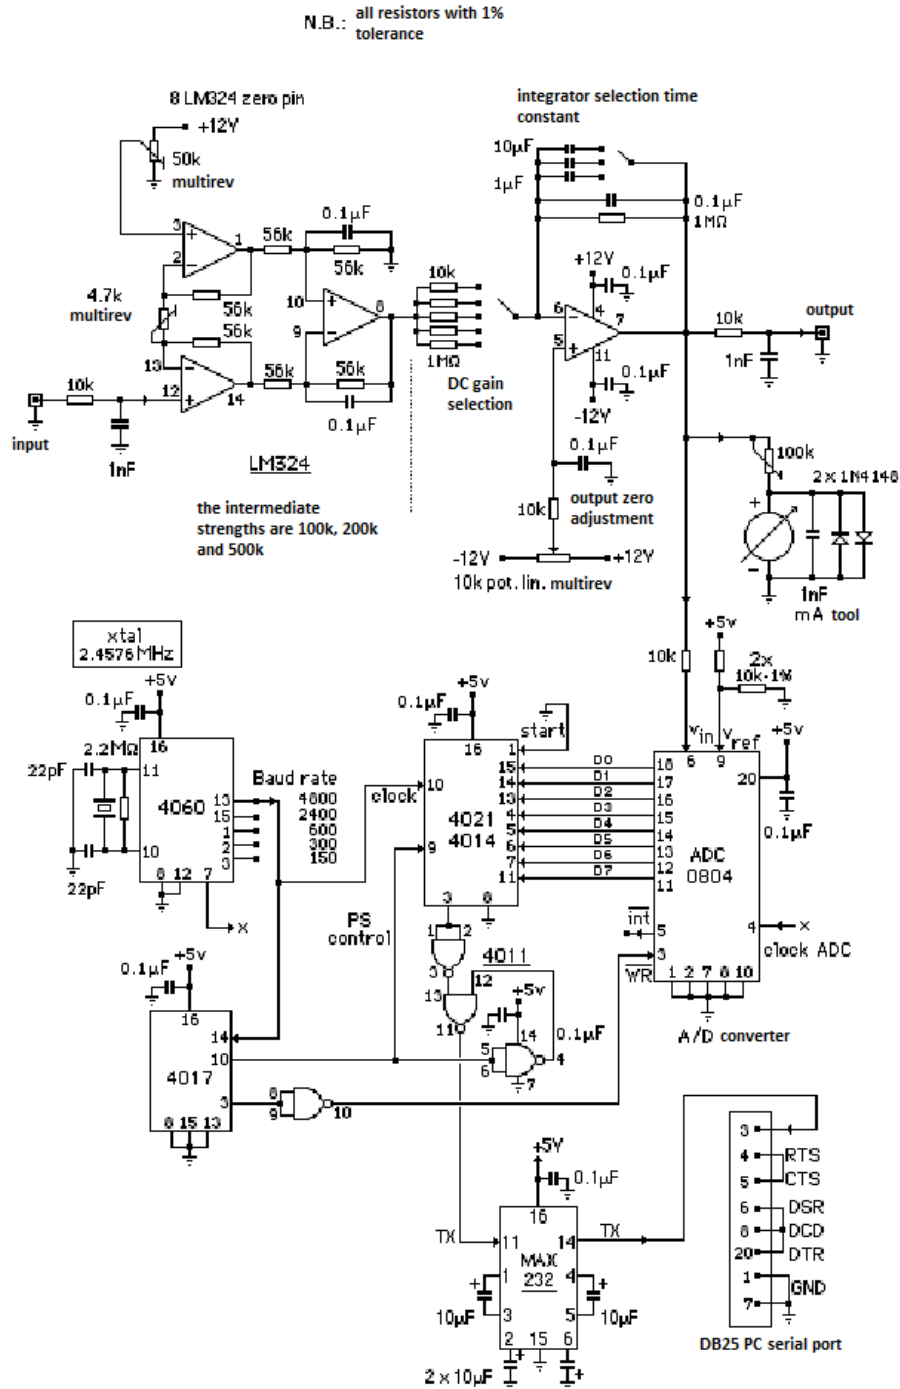 N.B.: all resistors with 1%
tolerance
8 LM324 zero pin
+12V
50k
multirev
integrator selection time
constant
10µF
1µF
0.1µF
1MΩ
3
2
1
56k
0.1µF
56k
4.7k
multirev
56k
56k
10
9
8
10k
1MΩ
DC gain
selection
+12V
0.1µF
6
5
4
7
11
0.1µF
-12V
10k
output
1nF
13
12
14
56k
56k
0.1µF
10k
input
1nF
LM324
the intermediate
strengths are 100k, 200k
and 500k
0.1µF
10k
output zero
adjustment
-12V
+12V
10k pot. lin. multirev
100k
2x1N4148
+
-
1nF
mA tool
xtal
2.4576MHz
+5v
0.1µF
2.2MΩ
22pF
22pF
16
11
10
4060
13
15
1
2
3
8
12
7
x
Baud rate
4800
2400
600
300
150
+5v
0.1µF
start
clock
16
1
10
9
4021
4014
15
14
13
4
5
6
7
11
3
8
D0
D1
D2
D3
D4
D5
D6
D7
10k
+5v
2x
10k-1%
Vin
Vref
+5v
6
9
20
0.1µF
18
17
16
15
14
13
12
11
ADC
0804
int
5
4
x
clock ADC
3
WR
1 2 7 8 10
A/D converter
PS
control
1
2
3
4011
12
13
11
+5v
14
0.1µF
5
6
4
7
+5v
0.1µF
16
14
10
4017
3
8 15 13
8
9
10
+5V
0.1µF
16
TX
11
14
TX
MAX
232
1
4
3
5
+
10µF
+
10µF
2
15
6
2x10µF
+
+
3
4
RTS
5
CTS
6
DSR
8
DCD
20
DTR
1
GND
7
DB25 PC serial port